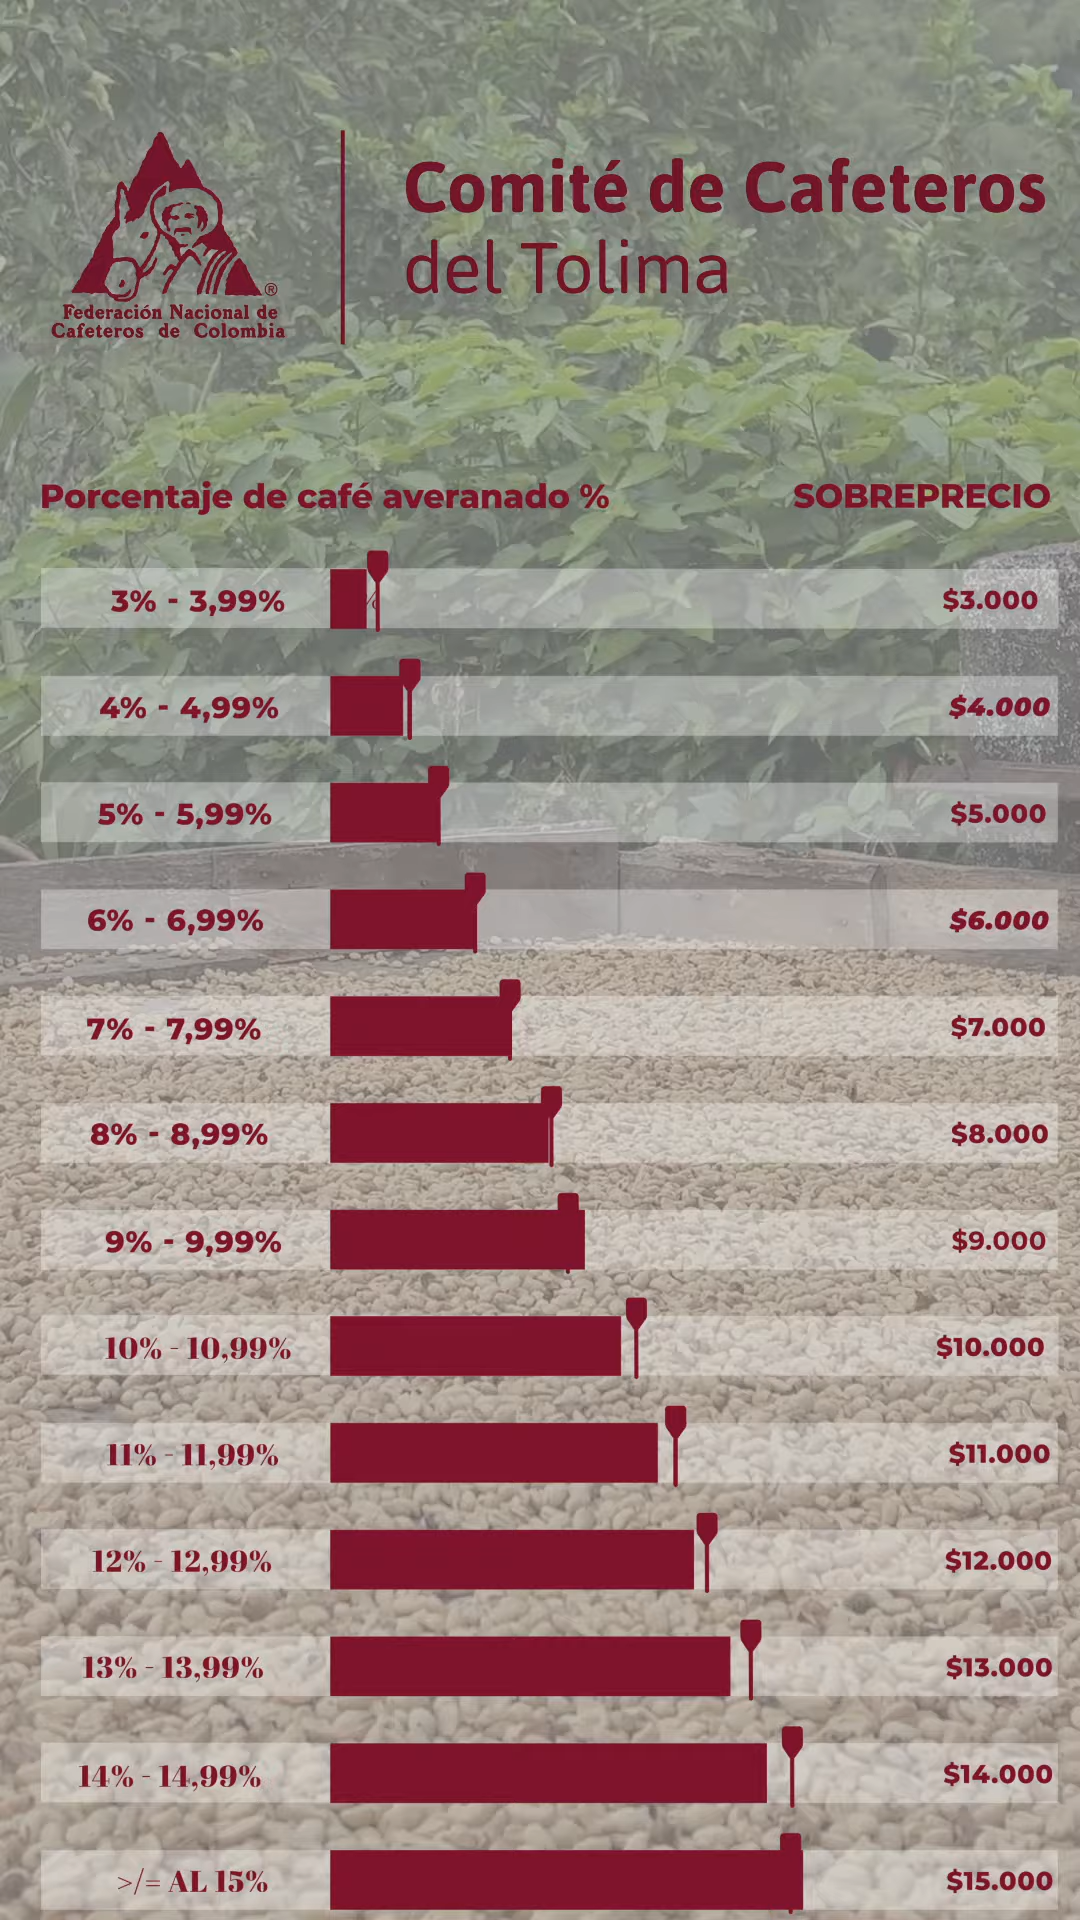 Federación Nacional de
Cafeteros de Colombia
®
Comité de Cafeteros
del Tolima
Porcentaje de café averanado % SOBREPRECIO
3% - 3,99% % $3.000
4% - 4,99% $4.000
5% - 5,99% $5.000
6% - 6,99% $6.000
7% - 7,99% $7.000
8% - 8,99% $8.000
9% - 9,99% $9.000
10% - 10,99% $10.000
11% - 11,99% $11.000
12% - 12,99% $12.000
13% - 13,99% $13.000
14% - 14,99% $14.000
>/= AL 15% $15.000